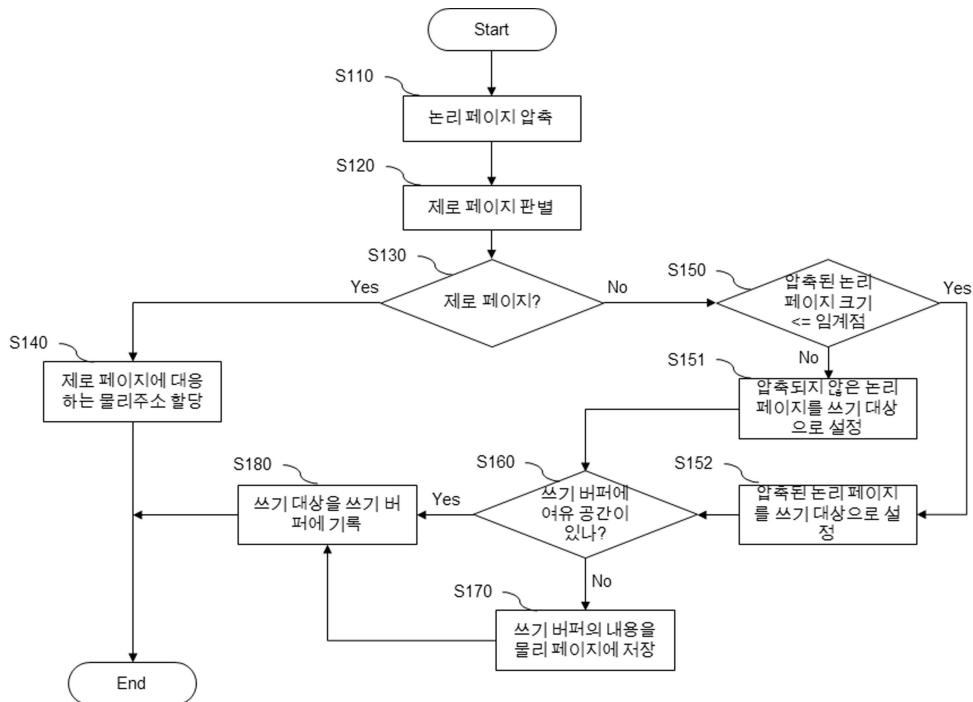 Start
S110
논리 페이지 압축
S120
제로 페이지 판별
S130
제로 페이지?
Yes
No
S150
압축된 논리
페이지 크기
<= 임계점
Yes
No
S140
제로 페이지에 대응
하는 물리주소 할당
S151
압축되지 않은 논리
페이지를 쓰기 대상
으로 설정
S152
압축된 논리 페이지
를 쓰기 대상으로 설
정
S160
쓰기 버퍼에
여유 공간이
있나?
Yes
No
S180
쓰기 대상을 쓰기 버
퍼에 기록
S170
쓰기 버퍼의 내용을
물리 페이지에 저장
End